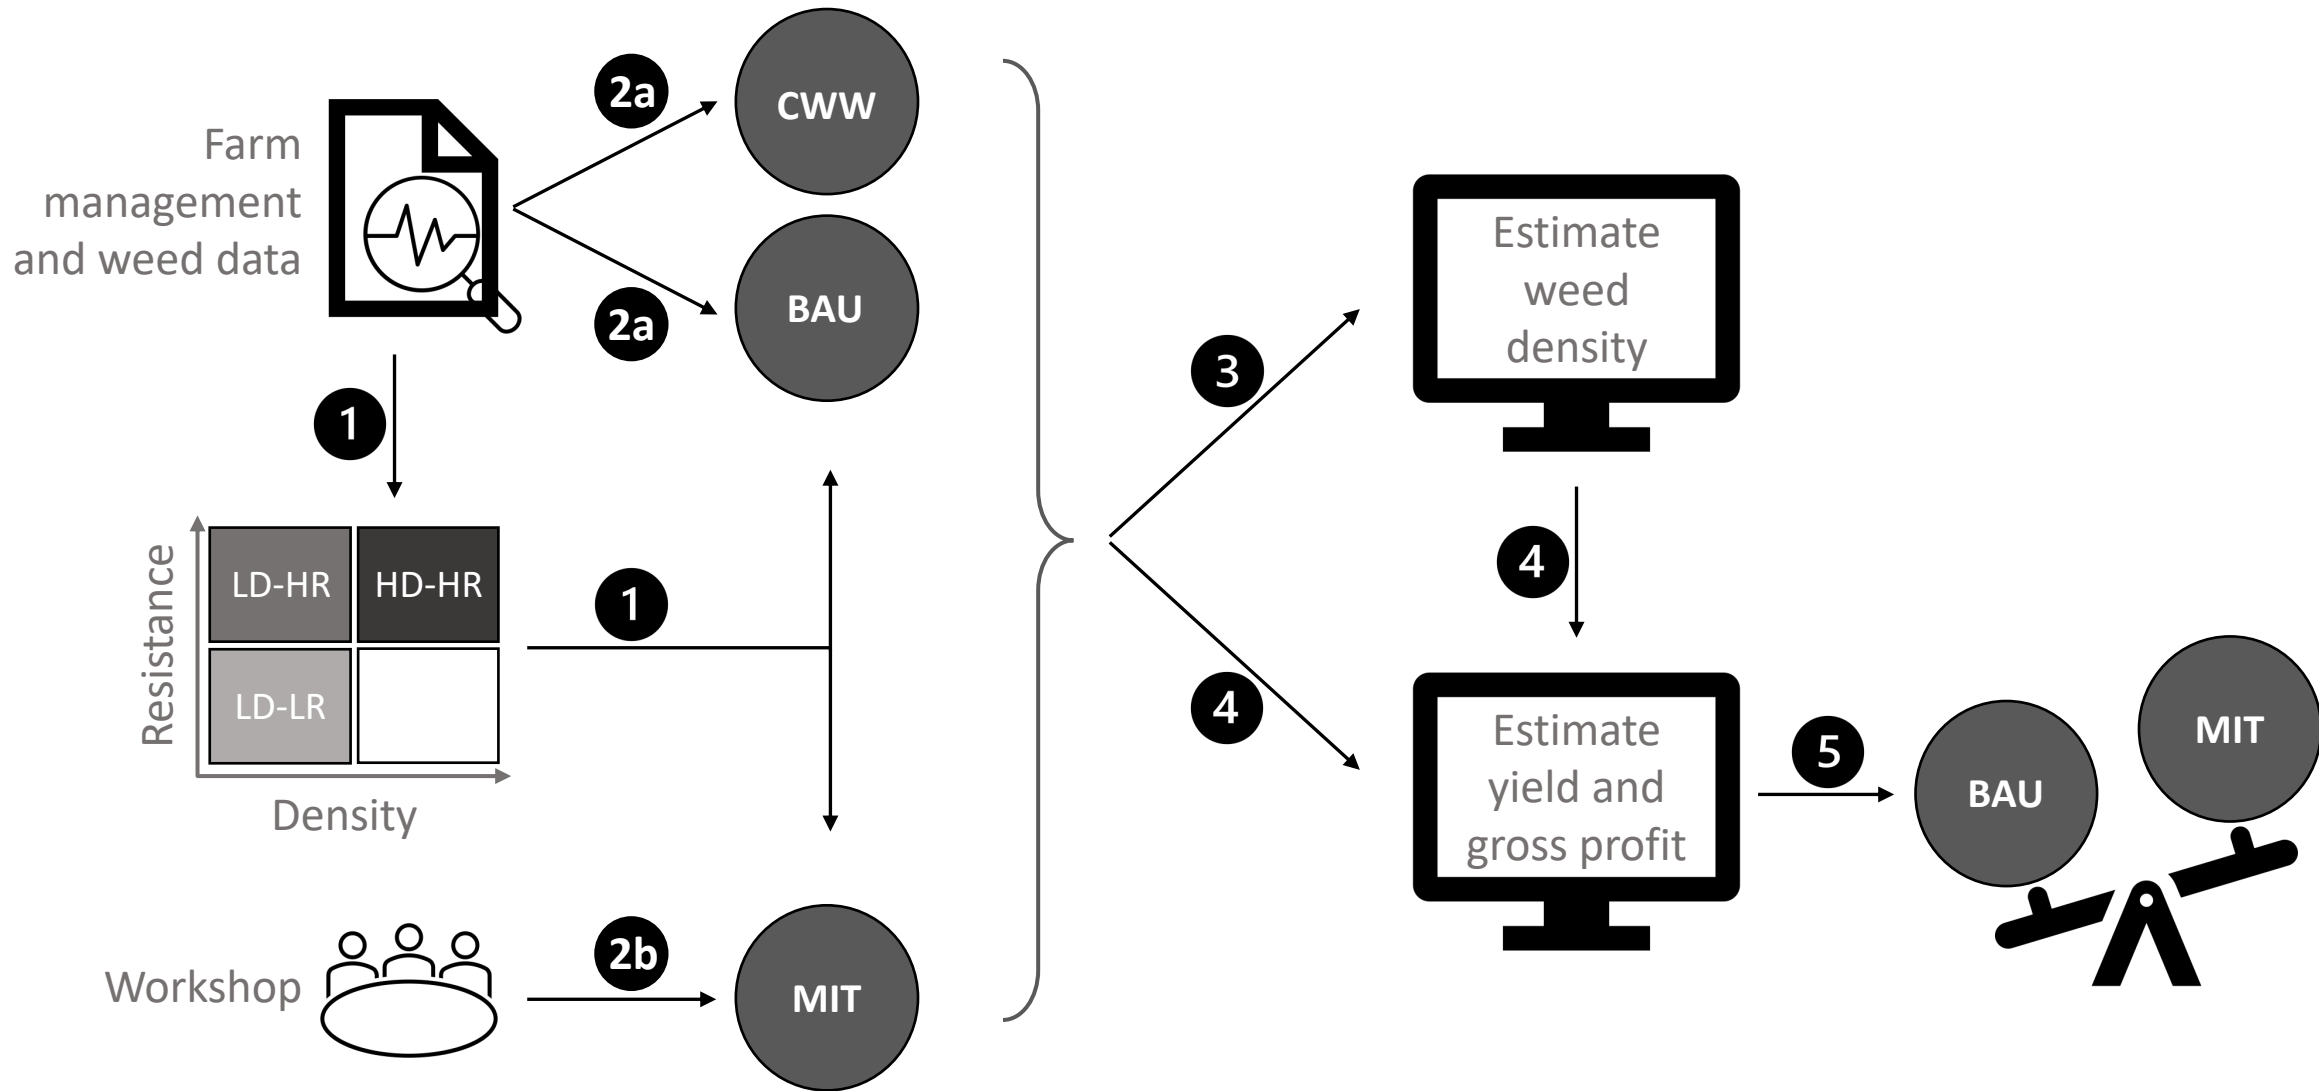 Farm
management
and weed data
2a
CWW
2a
BAU
1
Resistance
LD-HR
HD-HR
LD-LR
Density
1
Workshop
2b
MIT
3
Estimate
weed
density
4
4
Estimate
yield and
gross profit
5
BAU
MIT